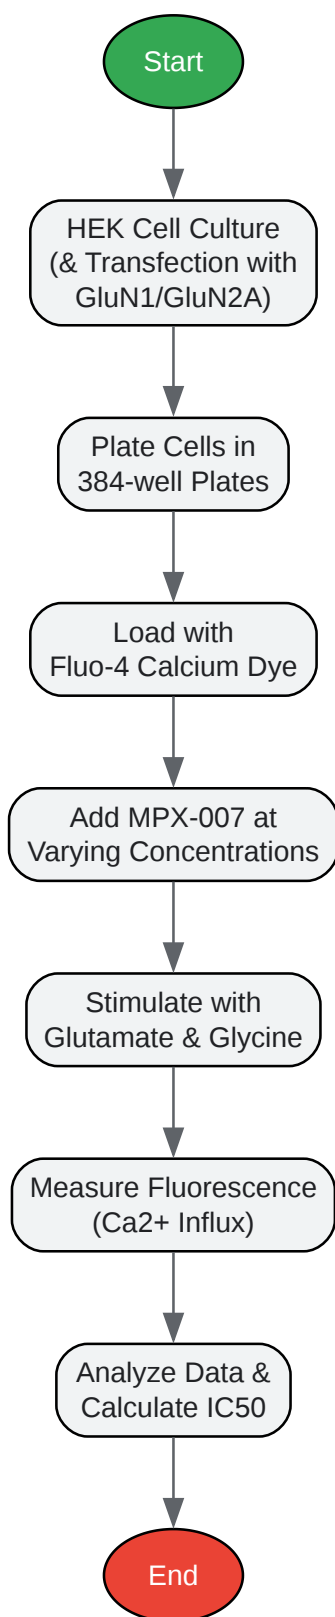 Start
HEK Cell Culture
(& Transfection with
GluN1/GluN2A)
Plate Cells in
384-well Plates
Load with
Fluo-4 Calcium Dye
Add MPX-007 at
Varying Concentrations
Stimulate with
Glutamate & Glycine
Measure Fluorescence
(Ca2+ Influx)
Analyze Data &
Calculate IC50
End